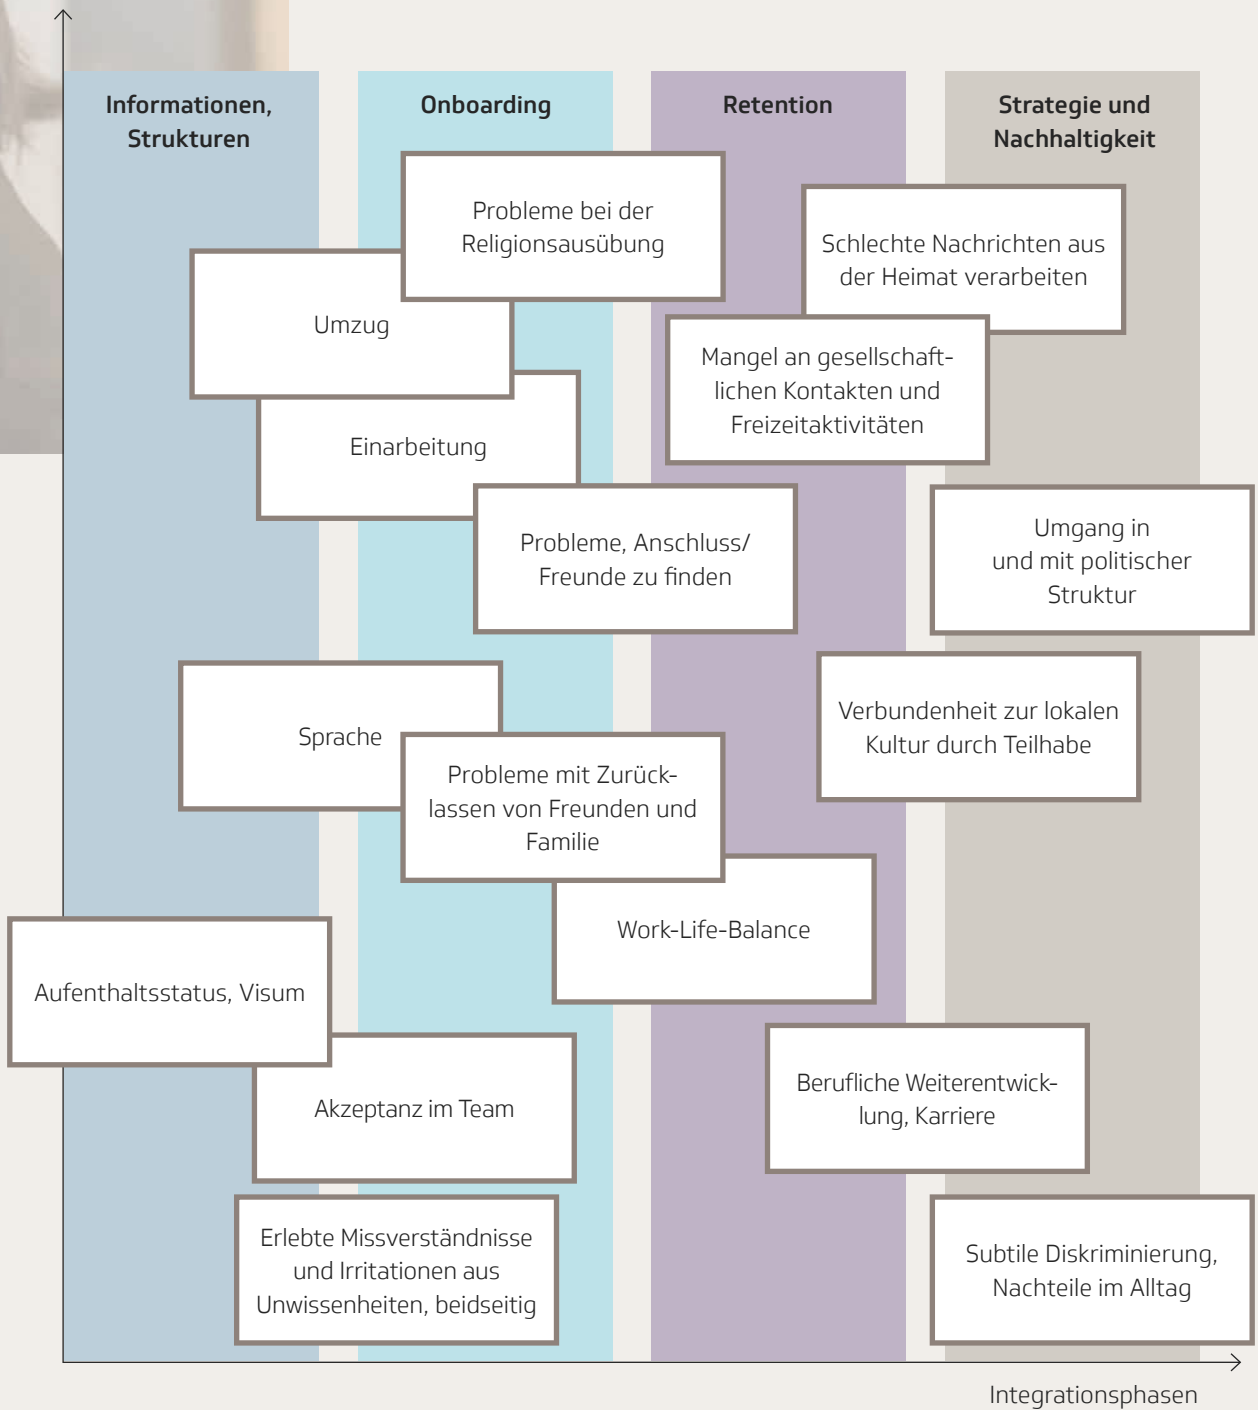 Informationen,
Strukturen
Onboarding
Retention
Strategie und
Nachhaltigkeit
Probleme bei der
Religionsausübung
Schlechte Nachrichten aus
der Heimat verarbeiten
Umzug
Mangel an gesellschaft-
lichen Kontakten und
Freizeitaktivitäten
Einarbeitung
Probleme, Anschluss/
Freunde zu finden
Umgang in
und mit politischer
Struktur
Sprache
Verbundenheit zur lokalen
Kultur durch Teilhabe
Probleme mit Zurück-
lassen von Freunden und
Familie
Work-Life-Balance
Aufenthaltsstatus, Visum
Akzeptanz im Team
Berufliche Weiterentwick-
lung, Karriere
Erlebte Missverständnisse
und Irritationen aus
Unwissenheiten, beidseitig
Subtile Diskriminierung,
Nachteile im Alltag
Integrationsphasen